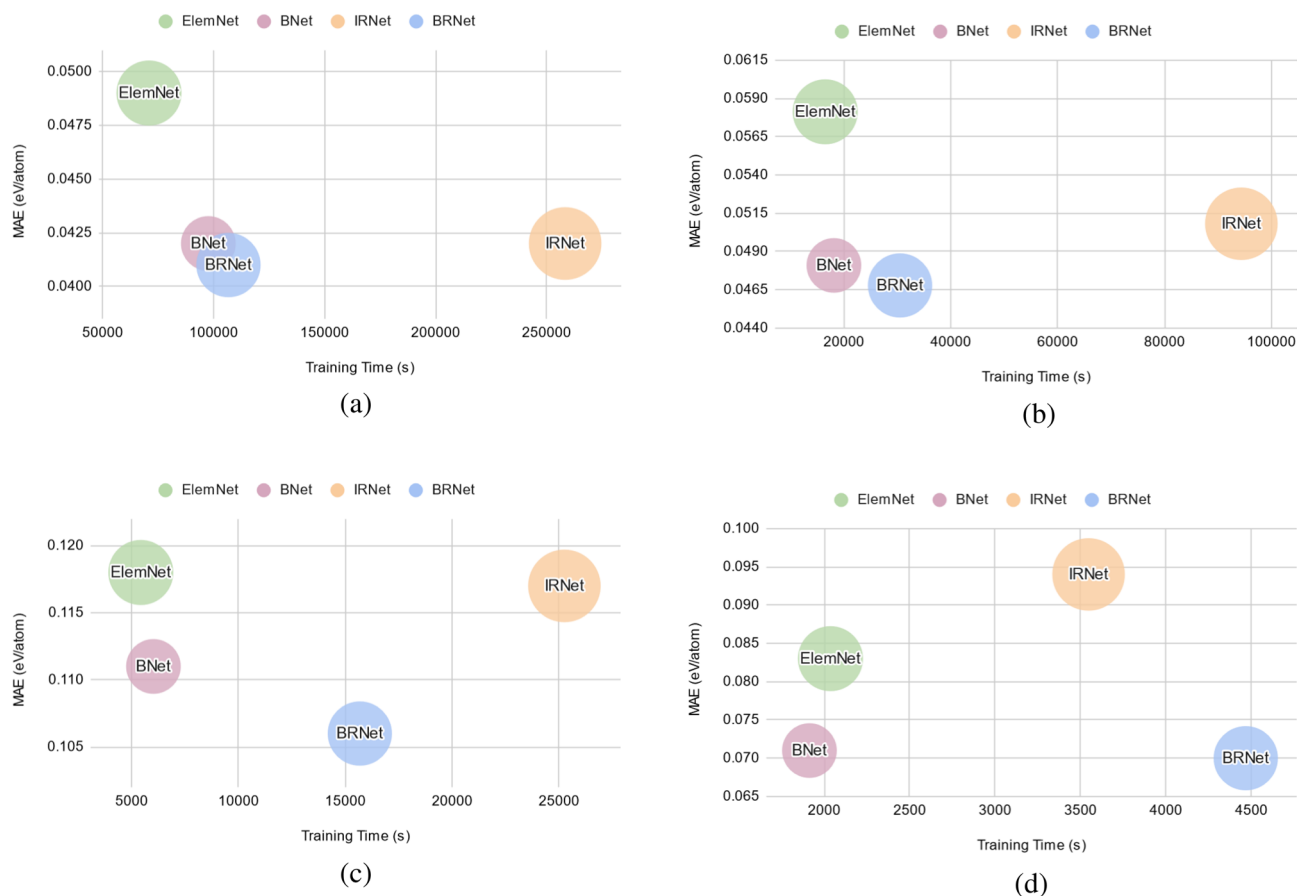 ElemNet BNet IRNet BRNet
0.0500
0.0475
0.0450
0.0425
0.0400
MAE (eV/atom)
ElemNet
BNet
BRNet
IRNet
50000 100000 150000 200000 250000
Training Time (s)
(a)
ElemNet BNet IRNet BRNet
0.0615
0.0590
0.0565
0.0540
0.0515
0.0490
0.0465
0.0440
MAE (eV/atom)
ElemNet
IRNet
BNet
BRNet
20000 40000 60000 80000 100000
Training Time (s)
(b)
ElemNet BNet IRNet BRNet
0.120
0.115
0.110
0.105
MAE (eV/atom)
ElemNet
IRNet
BNet
BRNet
5000 10000 15000 20000 25000
Training Time (s)
(c)
ElemNet BNet IRNet BRNet
0.100
0.095
0.090
0.085
0.080
0.075
0.070
0.065
MAE (eV/atom)
IRNet
ElemNet
BNet
BRNet
2000 2500 3000 3500 4000 4500
Training Time (s)
(d)